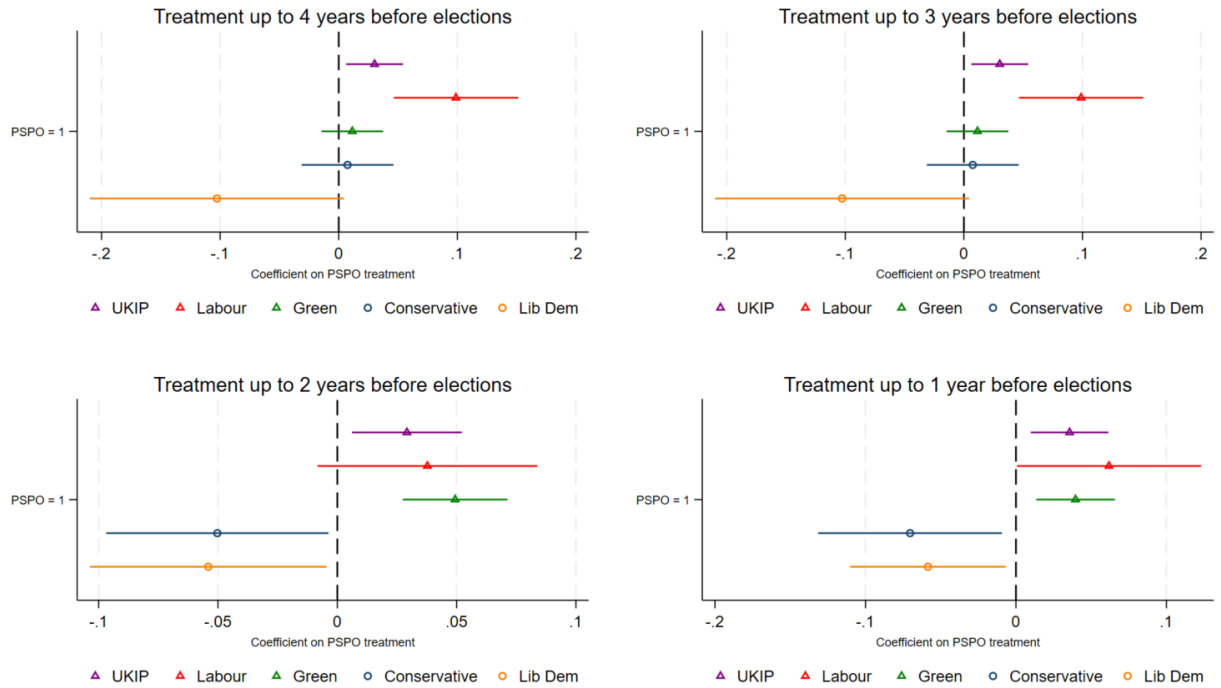 Treatment up to 4 years before elections
PSPO = 1
-.2 -.1 0 .1 .2
Coefficient on PSPO treatment
UKIP Labour Green Conservative Lib Dem
Treatment up to 3 years before elections
PSPO = 1
-.2 -.1 0 .1 .2
Coefficient on PSPO treatment
UKIP Labour Green Conservative Lib Dem
Treatment up to 2 years before elections
PSPO = 1
-.1 -.05 0 .05 .1
Coefficient on PSPO treatment
UKIP Labour Green Conservative Lib Dem
Treatment up to 1 year before elections
PSPO = 1
-.2 -.1 0 .1
Coefficient on PSPO treatment
UKIP Labour Green Conservative Lib Dem